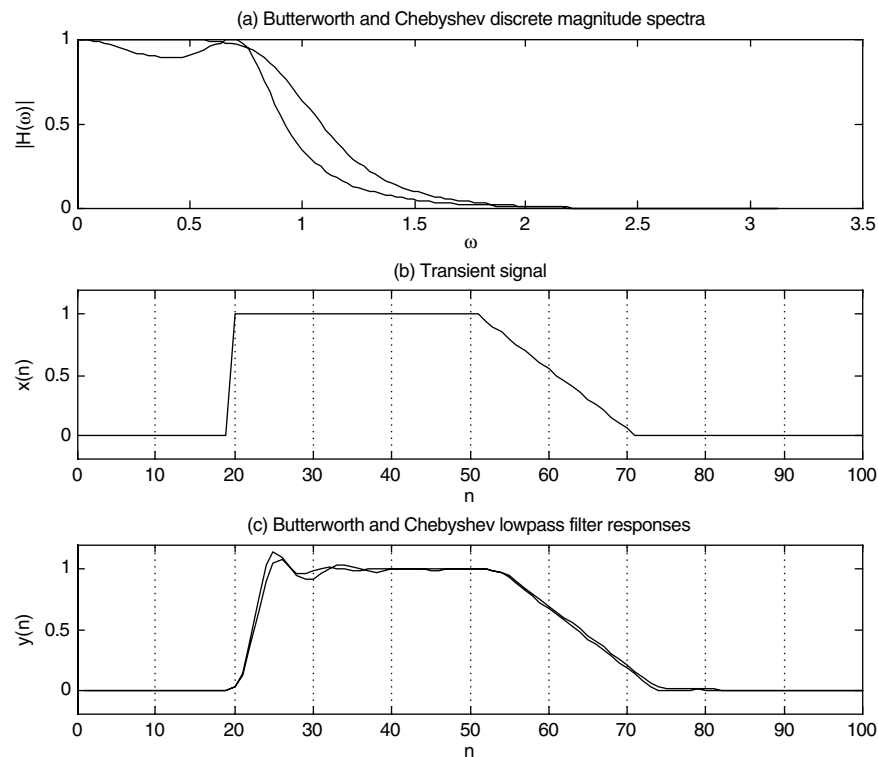 (a) Butterworth and Chebyshev discrete magnitude spectra
1
0.5
0
|H(ω)|
0 0.5 1 1.5 2 2.5 3 3.5
ω
(b) Transient signal
1
0.5
0
x(n)
0 10 20 30 40 50 60 70 80 90 100
n
(c) Butterworth and Chebyshev lowpass filter responses
1
0.5
0
y(n)
0 10 20 30 40 50 60 70 80 90 100
n